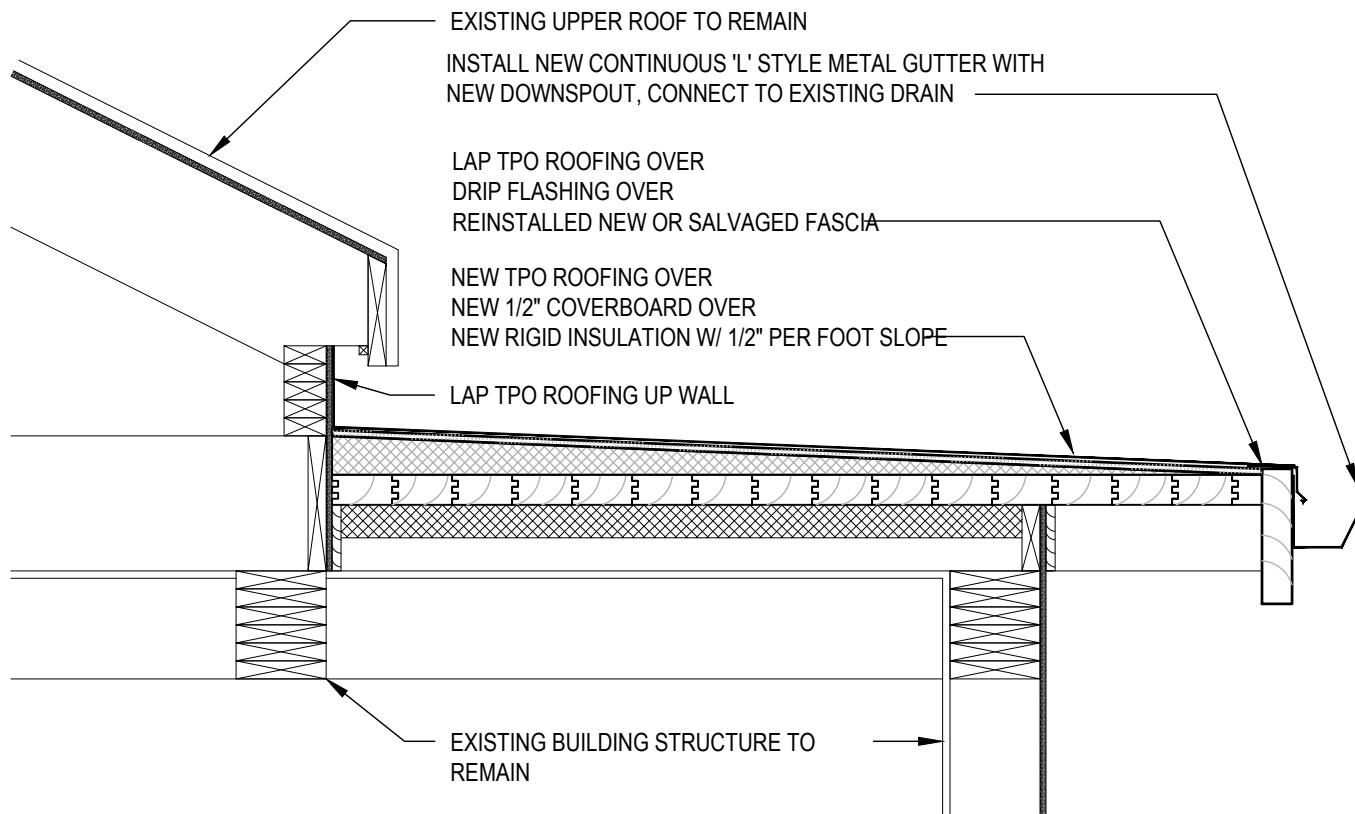 EXISTING UPPER ROOF TO REMAIN
INSTALL NEW CONTINUOUS 'L' STYLE METAL GUTTER WITH
NEW DOWNSPOUT, CONNECT TO EXISTING DRAIN
LAP TPO ROOFING OVER
DRIP FLASHING OVER
REINSTALLED NEW OR SALVAGED FASCIA
NEW TPO ROOFING OVER
NEW 1/2" COVERBOARD OVER
NEW RIGID INSULATION W/ 1/2" PER FOOT SLOPE
LAP TPO ROOFING UP WALL
EXISTING BUILDING STRUCTURE TO
REMAIN